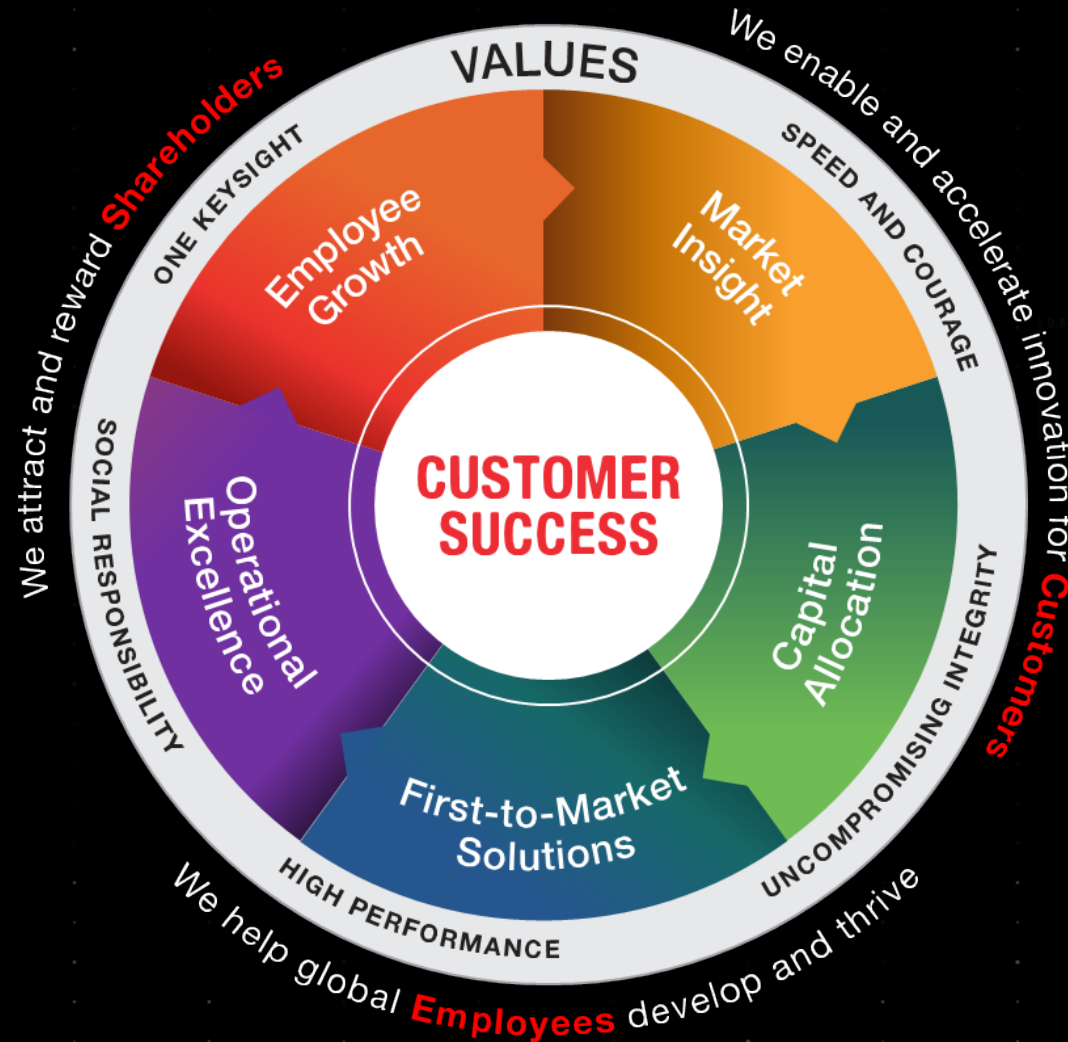 VALUES
We enable and accelerate innovation for Customers
SPEED AND COURAGE
UNCOMPROMISING INTEGRITY
HIGH PERFORMANCE
SOCIAL RESPONSIBILITY
ONE KEYSIGHT
Market
Insight
Capital
Allocation
First-to-Market
Solutions
Operational
Excellence
Employee
Growth
CUSTOMER
SUCCESS
We help global Employees develop and thrive
We attract and reward Shareholders